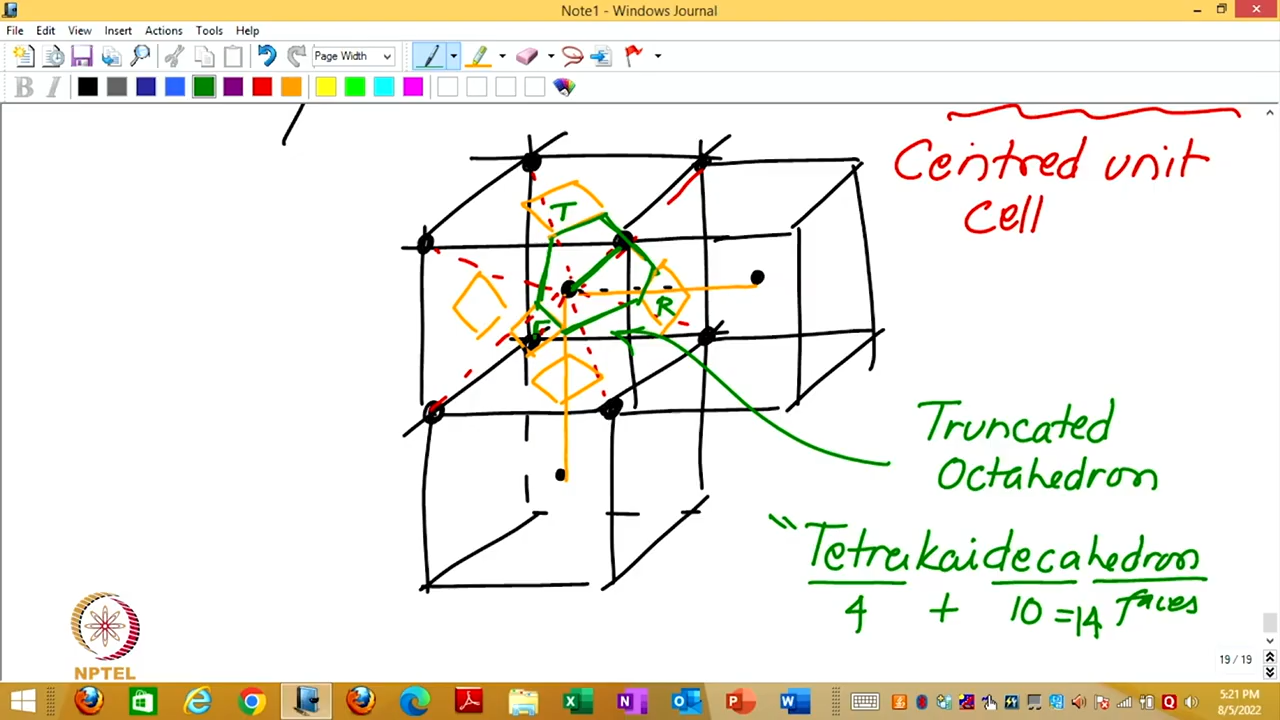 Note1 - Windows Journal
File Edit View Insert Actions Tools Help
Page Width
B I
Centred unit
cell
T
R
F
Truncated
Octahedron
"Tetrakaidecahedron
4 + 10 = 14 faces
NPTEL
19 / 19
5:21 PM
8/5/2022